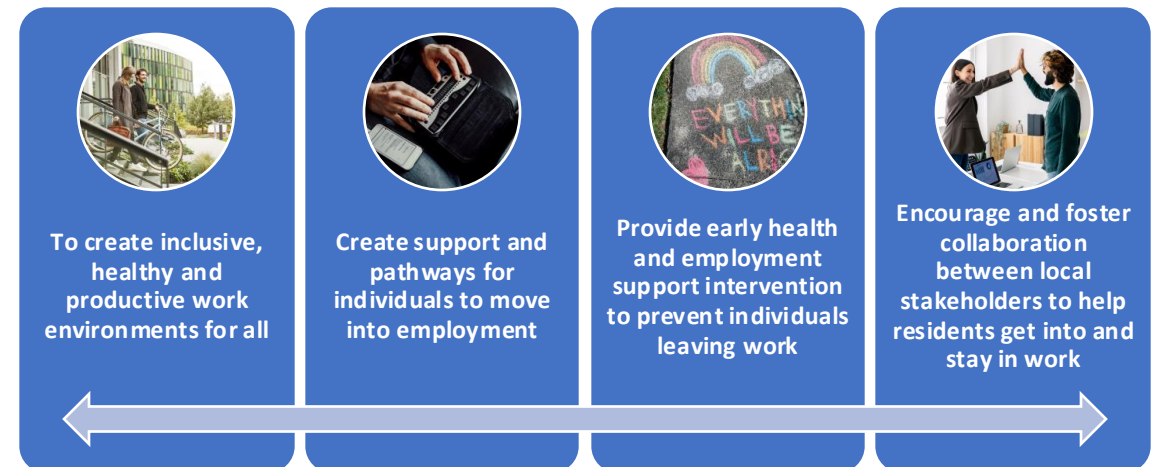 To create inclusive,
healthy and
productive work
environments for all
Create support and
pathways for
individuals to move
into employment
EVERYTHIN
WILL BE
ALRIG
Provide early health
and employment
support intervention
to prevent individuals
leaving work
Encourage and foster
collaboration
between local
stakeholders to help
residents get into and
stay in work